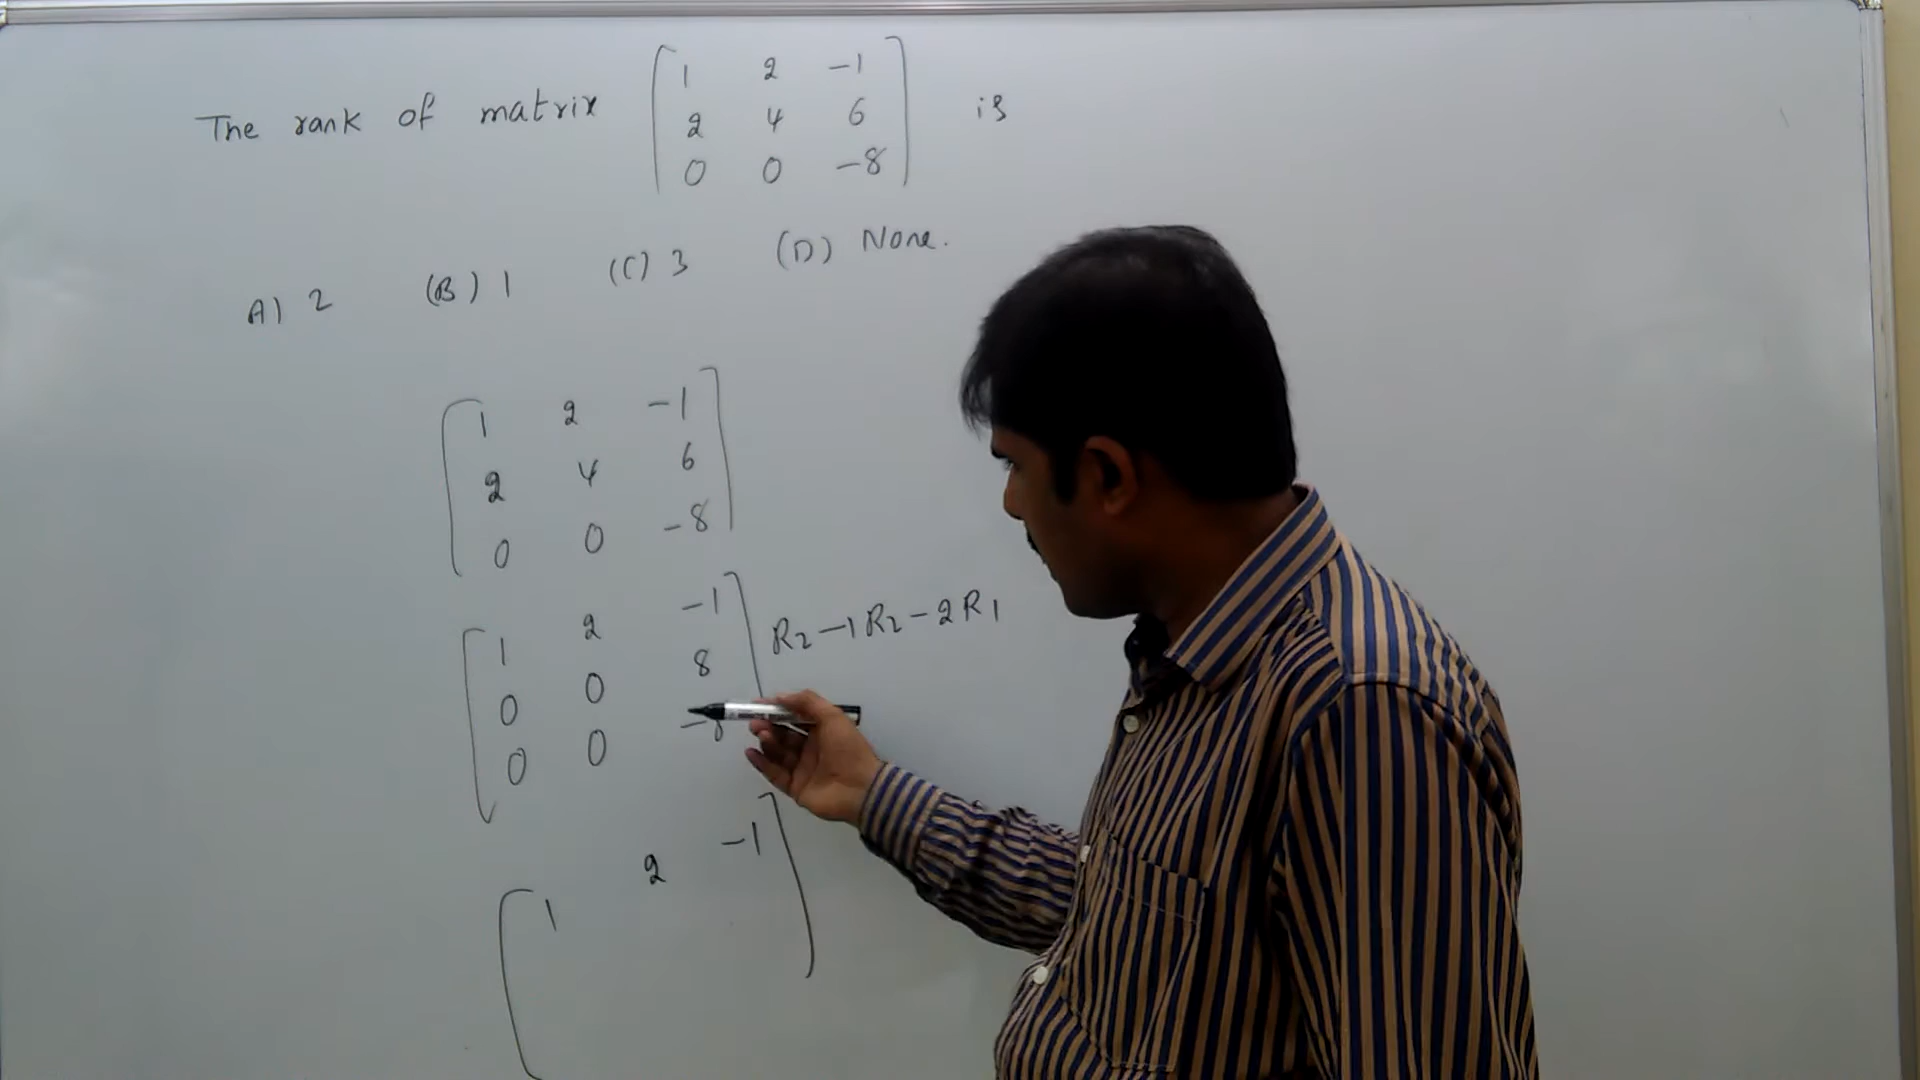 The rank of matrix [1 2 -1 is
2 4 6
0 0 -8]
A) 2 (B) 1 (C) 3 (D) None.
1 2 -1
2 4 6
0 0 -8
1 2 -1 R2 → R2 - 2R1
0 0 8
0 0 -8
1 2 -1